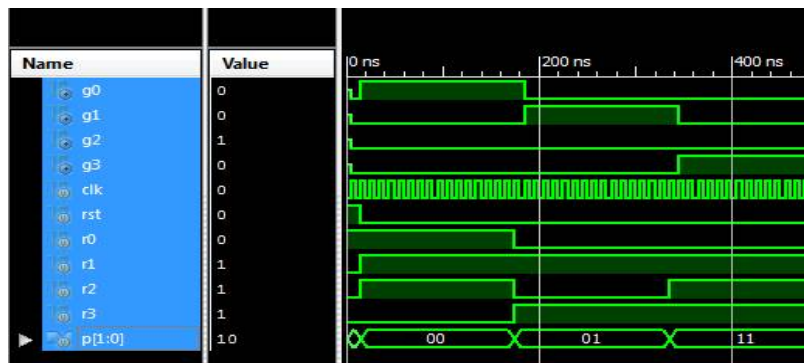 Name Value
0 ns 200 ns 400 ns
g0 0
g1 0
g2 1
g3 0
clk 0
rst 0
r0 0
r1 1
r2 1
r3 1
p[1:0] 10 00 01 11